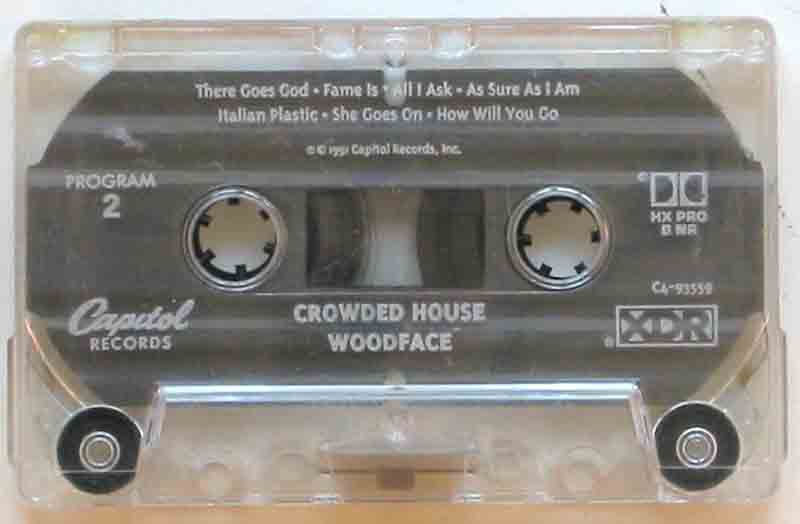 There Goes God • Fame Is • All I Ask • As Sure As I Am
Italian Plastic • She Goes On • How Will You Go
℗ © 1991 Capitol Records, Inc.
PROGRAM
2
HX PRO
B NR
C4-93559
Capitol
RECORDS
CROWDED HOUSE
WOODFACE
XDR